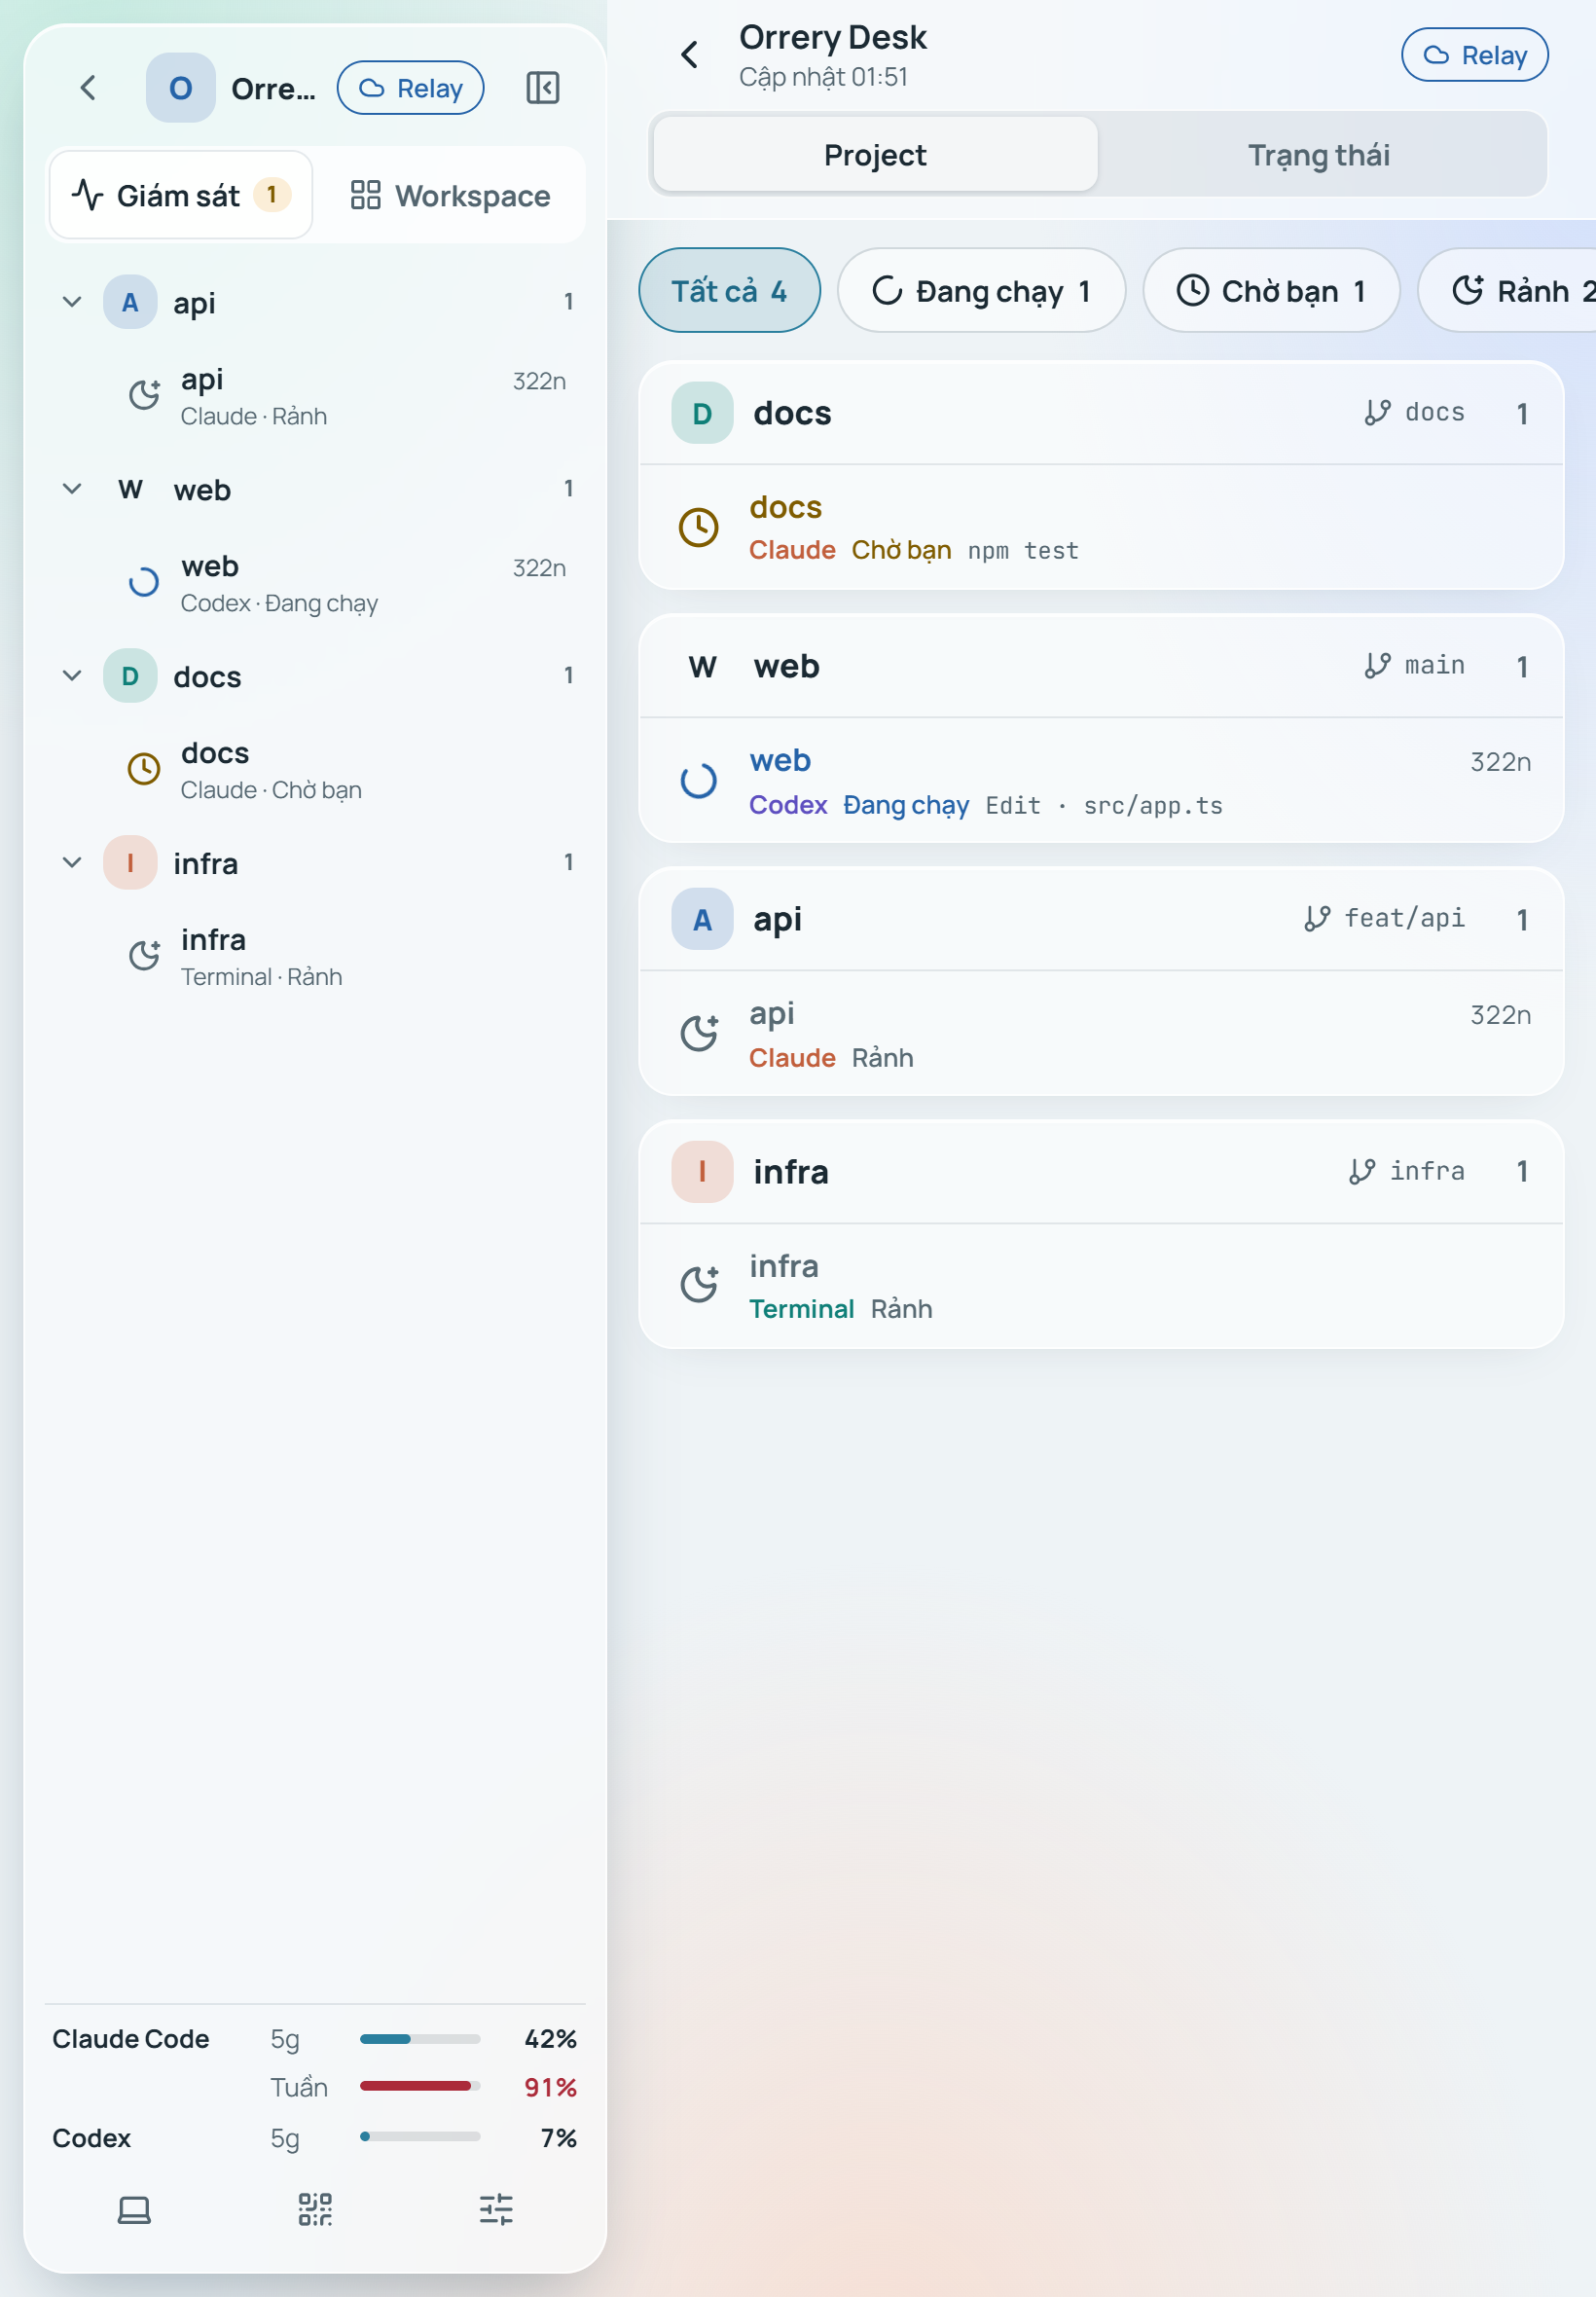 O Orre... Relay
Giám sát 1 Workspace
A api 1
api 322n
Claude · Rảnh
W web 1
web 322n
Codex · Đang chạy
D docs 1
docs
Claude · Chờ bạn
I infra 1
infra
Terminal · Rảnh
Claude Code 5g 42%
Tuần 91%
Codex 5g 7%
Orrery Desk
Cập nhật 01:51
Relay
Project Trạng thái
Tất cả 4 Đang chạy 1 Chờ bạn 1 Rảnh 2
D docs docs 1
docs
Claude Chờ bạn npm test
W web main 1
web 322n
Codex Đang chạy Edit · src/app.ts
A api feat/api 1
api 322n
Claude Rảnh
I infra infra 1
infra
Terminal Rảnh